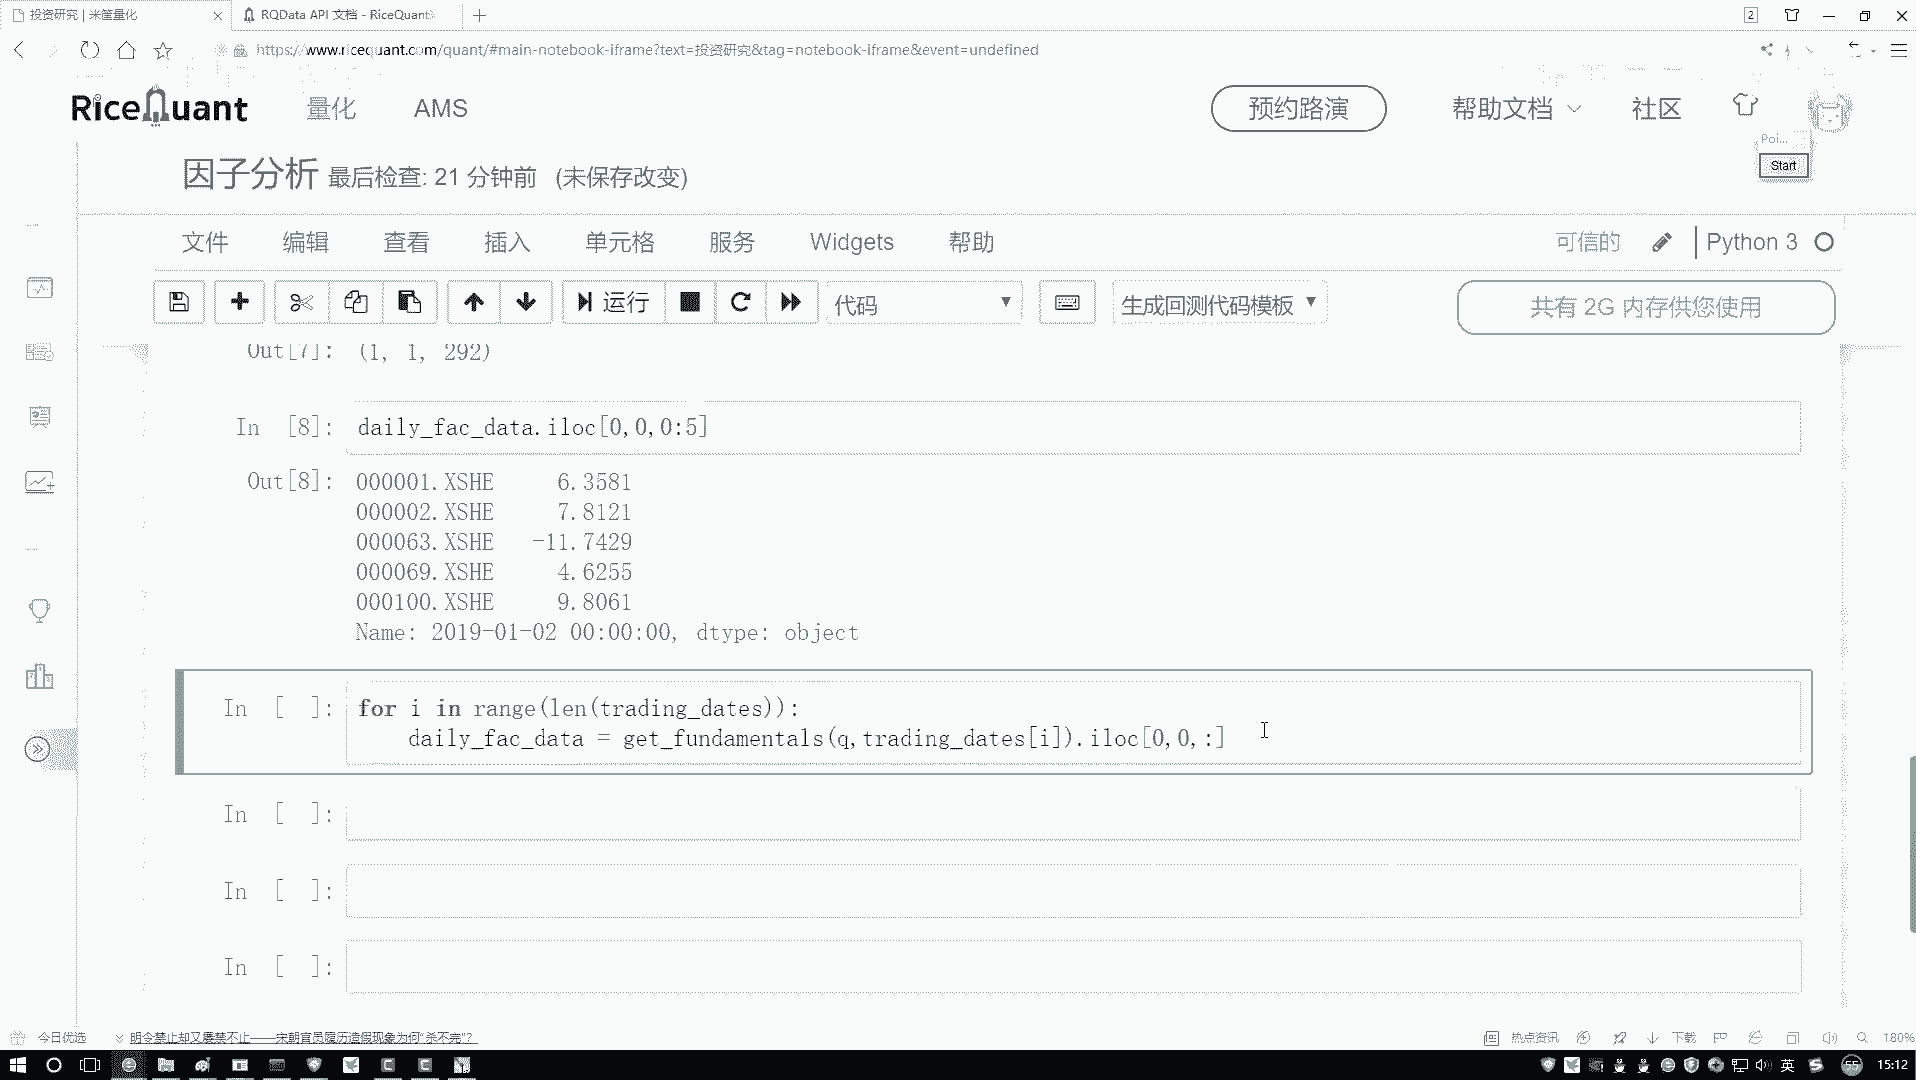 投资研究 | 米筐量化
RQData API 文档 - RiceQuant
2
https://www.ricequant.com/quant/#main-notebook-iframe?text=投资研究&tag=notebook-iframe&event=undefined
RiceQuant 量化 AMS 预约路演 帮助文档 社区
Poi...
Start
因子分析 最后检查: 21 分钟前 (未保存改变)
文件 编辑 查看 插入 单元格 服务 Widgets 帮助 可信的 Python 3
运行 代码 生成回测代码模板 共有 2G 内存供您使用
Out[7]: (1, 1, 292)
In [8]: daily_fac_data.iloc[0,0,0:5]
Out[8]: 000001.XSHE 6.3581
000002.XSHE 7.8121
000063.XSHE -11.7429
000069.XSHE 4.6255
000100.XSHE 9.8061
Name: 2019-01-02 00:00:00, dtype: object
In [ ]: for i in range(len(trading_dates)):
daily_fac_data = get_fundamentals(q,trading_dates[i]).iloc[0,0,:]
In [ ]:
In [ ]:
In [ ]:
今日优选 明令禁止却又屡禁不止——宋朝官员履历造假现象为何"杀不完"? 热点资讯 下载 180%
英 55 15:12